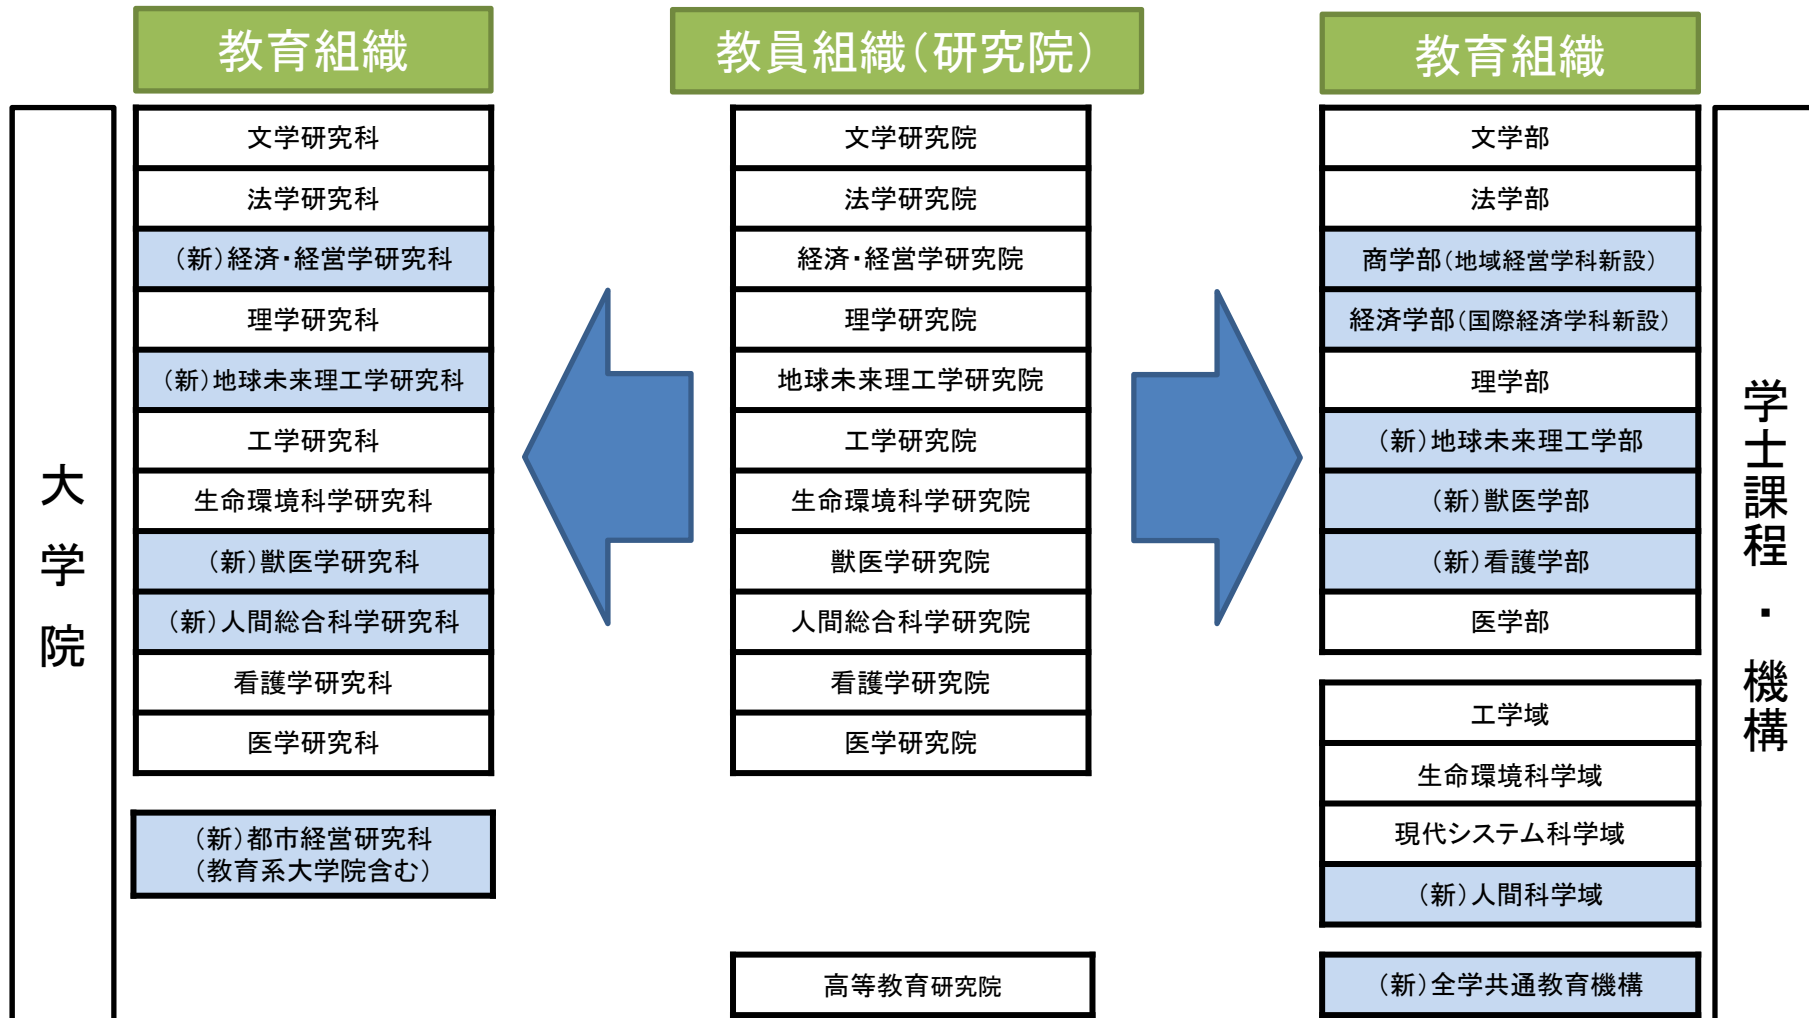 教育組織
教員組織(研究院)
教育組織
大学院
文学研究科
法学研究科
(新)経済・経営学研究科
理学研究科
(新)地球未来理工学研究科
工学研究科
生命環境科学研究科
(新)獣医学研究科
(新)人間総合科学研究科
看護学研究科
医学研究科
(新)都市経営研究科
(教育系大学院含む)
文学研究院
法学研究院
経済・経営学研究院
理学研究院
地球未来理工学研究院
工学研究院
生命環境科学研究院
獣医学研究院
人間総合科学研究院
看護学研究院
医学研究院
高等教育研究院
文学部
法学部
商学部(地域経営学科新設)
経済学部(国際経済学科新設)
理学部
(新)地球未来理工学部
(新)獣医学部
(新)看護学部
医学部
工学域
生命環境科学域
現代システム科学域
(新)人間科学域
(新)全学共通教育機構
学士課程・機構